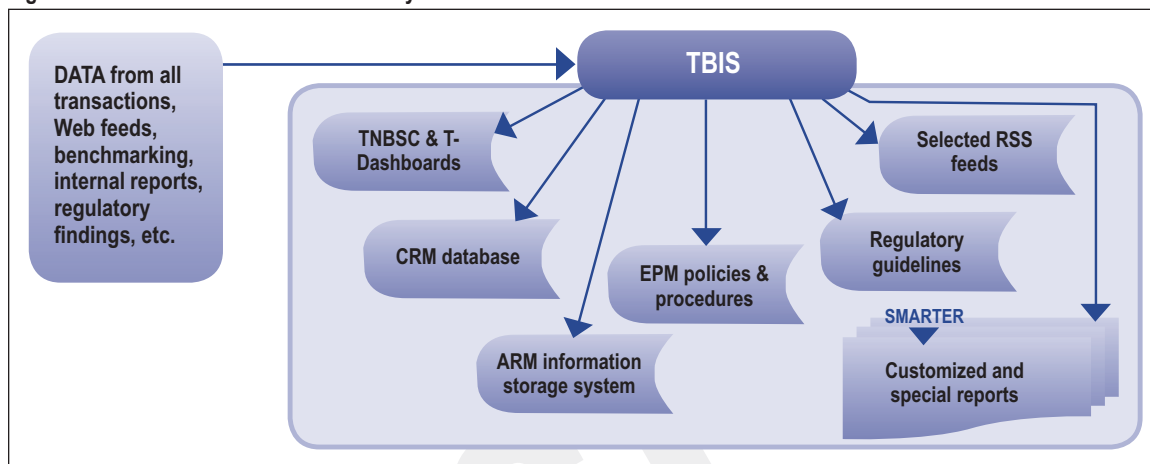 DATA from all
transactions,
Web feeds,
benchmarking,
internal reports,
regulatory
findings, etc.
TBIS
TNBSC & T-
Dashboards
Selected RSS
feeds
CRM database
EPM policies &
procedures
Regulatory
guidelines
SMARTER
ARM information
storage system
Customized and
special reports